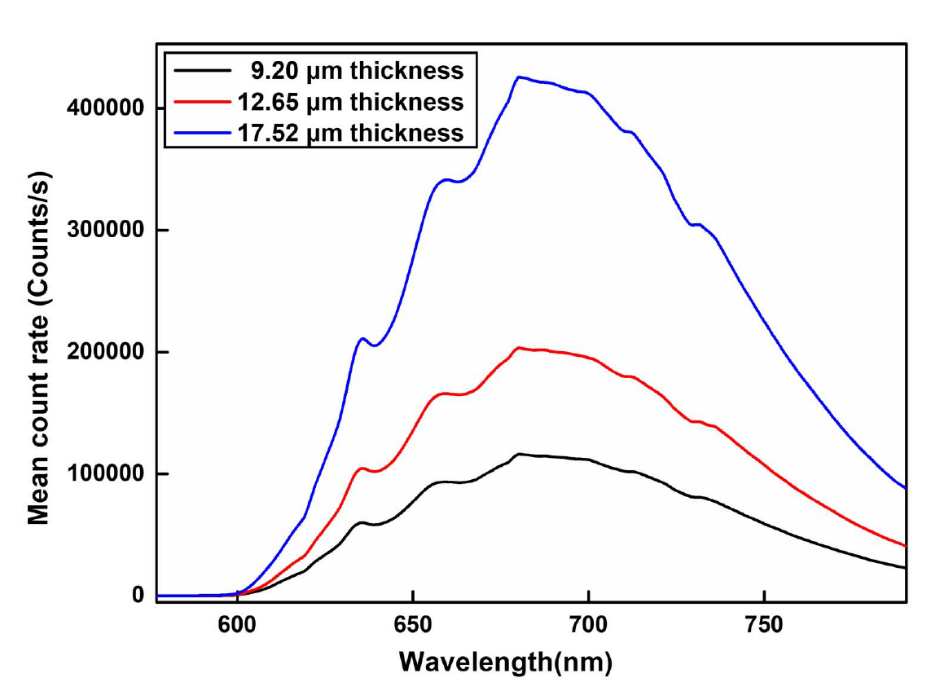 9.20 µm thickness
12.65 µm thickness
17.52 µm thickness
Mean count rate (Counts/s)
400000
300000
200000
100000
0
600 650 700 750
Wavelength(nm)